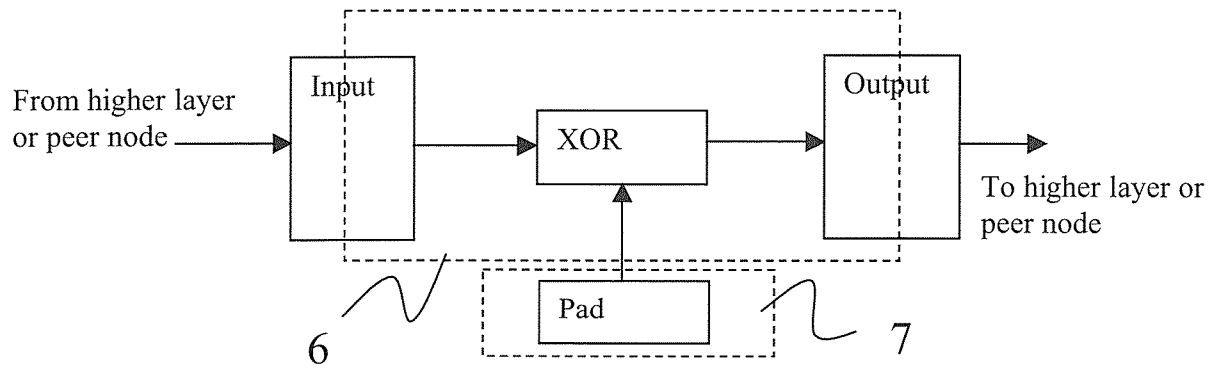 From higher layer
or peer node
Input
XOR
Output
To higher layer or
peer node
Pad
6
7